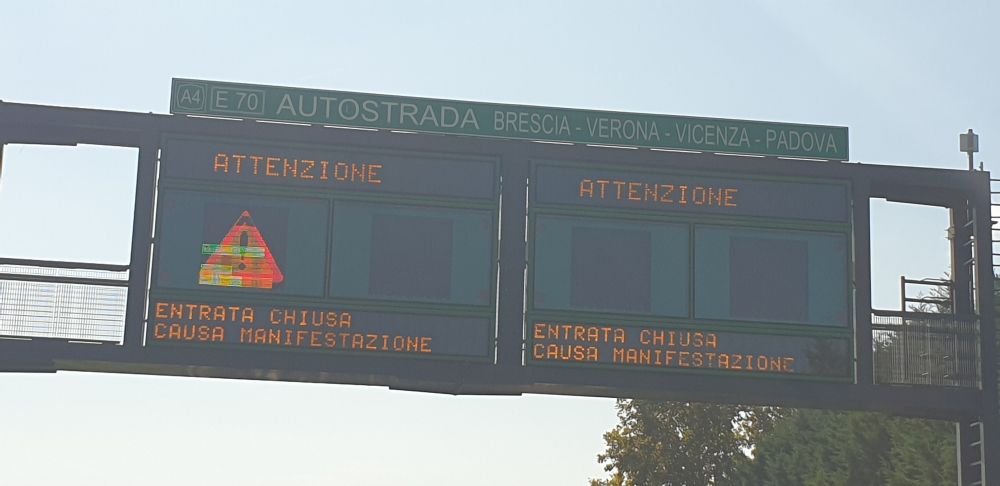 A4 E 70 AUTOSTRADA BRESCIA - VERONA - VICENZA - PADOVA
ATTENZIONE
ENTRATA CHIUSA
CAUSA MANIFESTAZIONE
ATTENZIONE
ENTRATA CHIUSA
CAUSA MANIFESTAZIONE